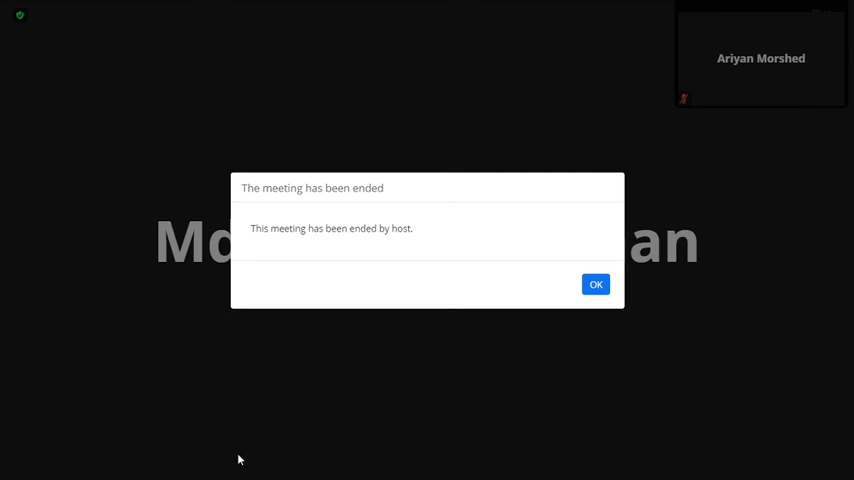 Ariyan Morshed
The meeting has been ended
This meeting has been ended by host.
OK